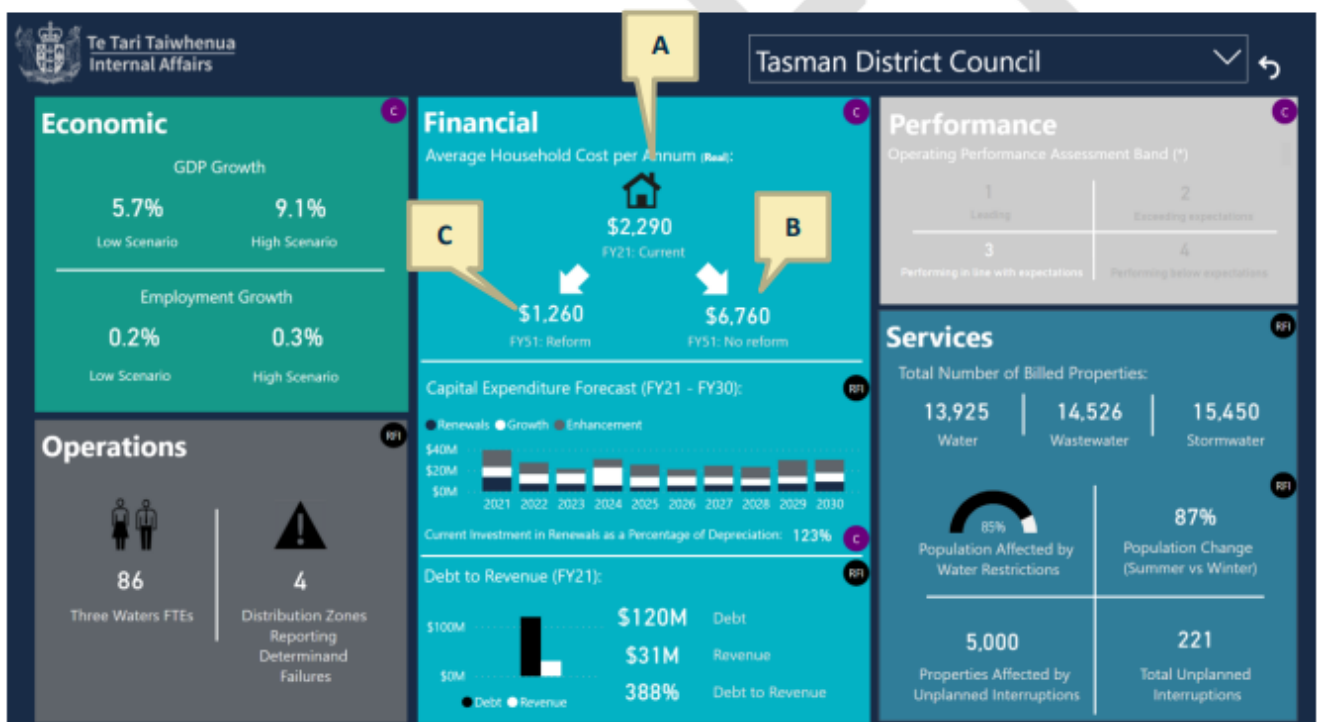 Te Tari Taiwhenua
Internal Affairs
A
Tasman District Council
Economic
C
GDP Growth
5.7%
9.1%
Low Scenario
High Scenario
Employment Growth
0.2%
0.3%
Low Scenario
High Scenario
Operations
RFI
86
4
Three Waters FTEs
Distribution Zones
Reporting
Determinand
Failures
Financial
C
Average Household Cost per Annum (Real):
$2,290
FY21: Current
C
B
$1,260
$6,760
FY51: Reform
FY51: No reform
Capital Expenditure Forecast (FY21 - FY30):
RFI
Renewals Growth Enhancement
$40M
$20M
$0M
2021 2022 2023 2024 2025 2026 2027 2028 2029 2030
Current Investment in Renewals as a Percentage of Depreciation: 123%
C
Debt to Revenue (FY21):
RFI
$100M
$0M
Debt Revenue
$120M Debt
$31M Revenue
388% Debt to Revenue
Performance
C
Operating Performance Assessment Band (*)
1
Leading
2
Exceeding expectations
3
Performing in line with expectations
4
Performing below expectations
Services
RFI
Total Number of Billed Properties:
13,925
14,526
15,450
Water
Wastewater
Stormwater
RFI
85%
Population Affected by
Water Restrictions
87%
Population Change
(Summer vs Winter)
5,000
Properties Affected by
Unplanned Interruptions
221
Total Unplanned
Interruptions